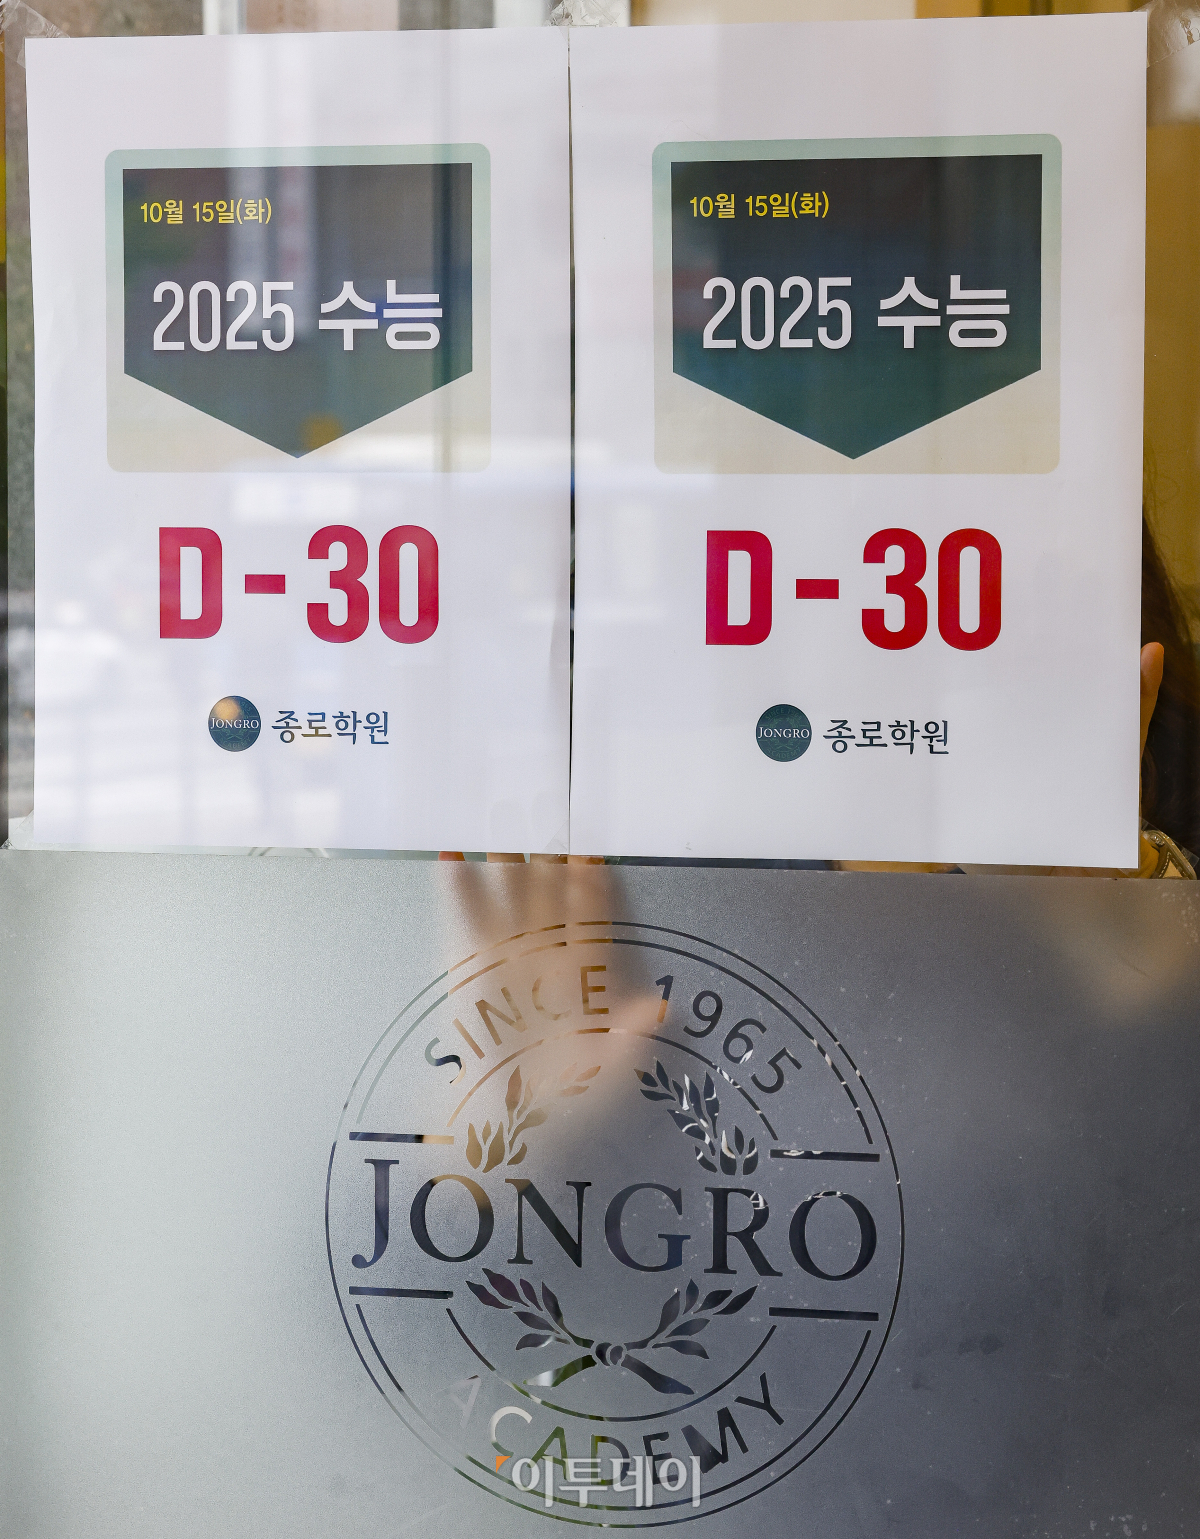 10월 15일(화)
2025 수능
D-30
JONGRO 종로학원
10월 15일(화)
2025 수능
D-30
JONGRO 종로학원
SINCE 1965
JONGRO
ACADEMY
이투데이